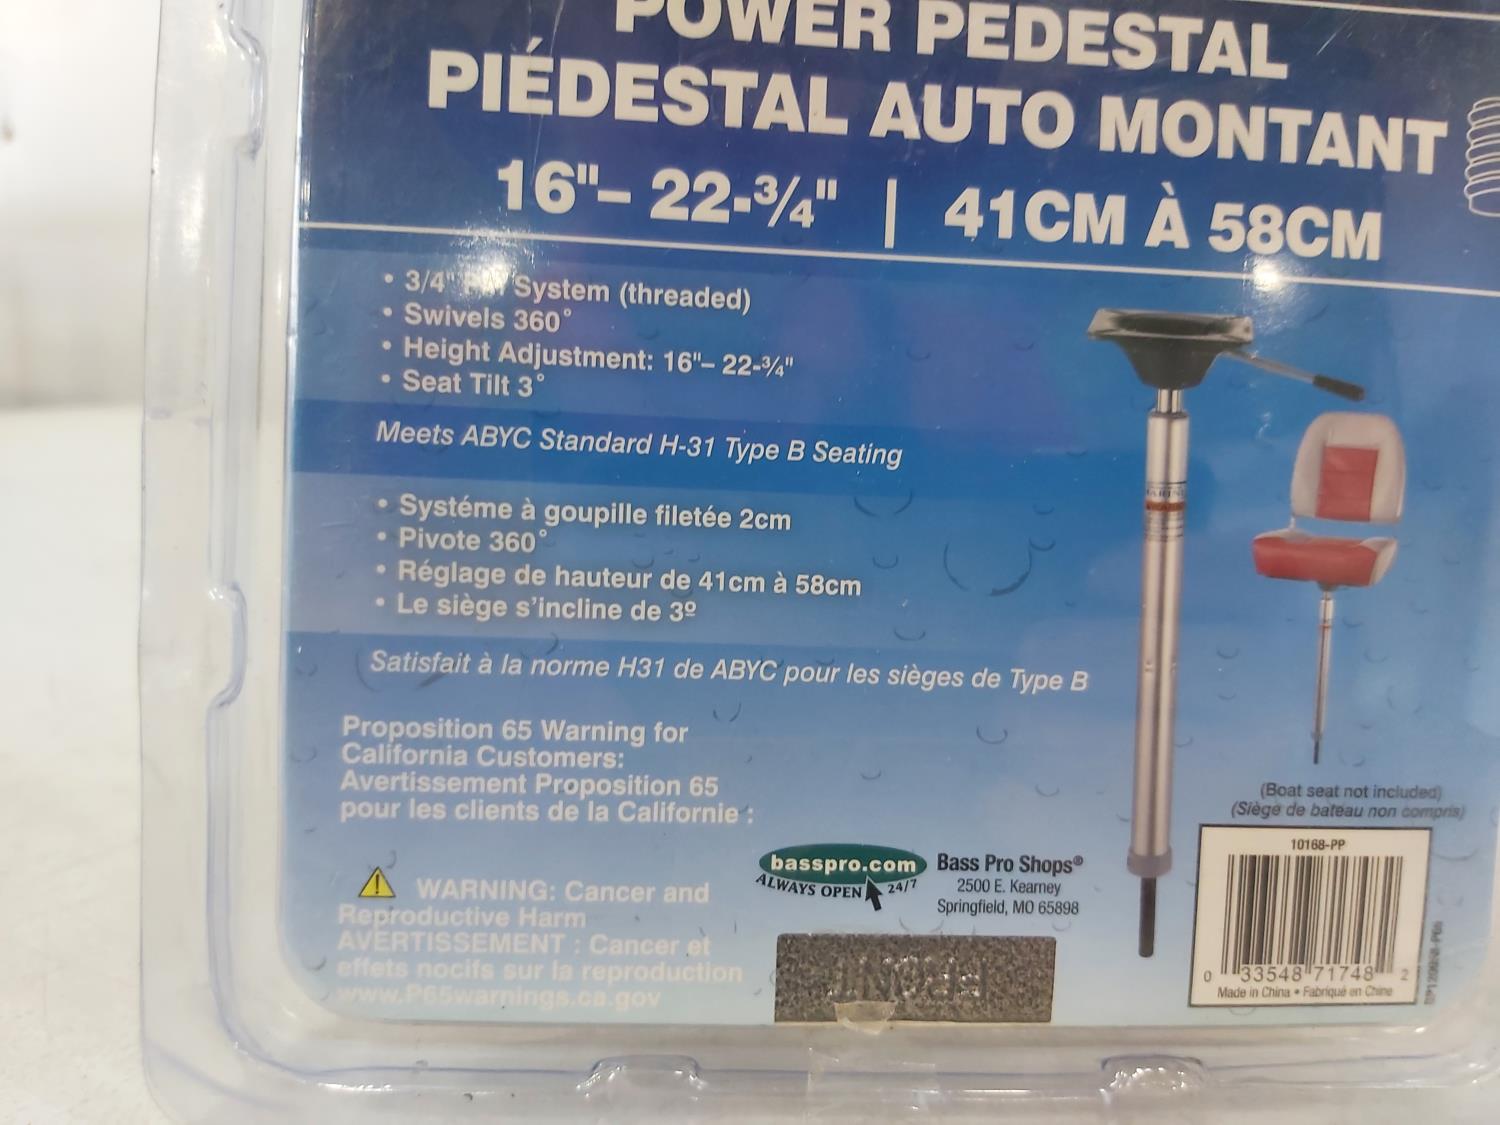 POWER PEDESTAL
PIÉDESTAL AUTO MONTANT
16"– 22-3/4" | 41CM À 58CM
• 3/4" System (threaded)
• Swivels 360°
• Height Adjustment: 16"– 22-3/4"
• Seat Tilt 3°
Meets ABYC Standard H-31 Type B Seating
• Systéme à goupille filetée 2cm
• Pivote 360°
• Réglage de hauteur de 41cm à 58cm
• Le siège s'incline de 3º
Satisfait à la norme H31 de ABYC pour les sièges de Type B
Proposition 65 Warning for
California Customers:
Avertissement Proposition 65
pour les clients de la Californie :
WARNING: Cancer and
Reproductive Harm
AVERTISSEMENT : Cancer et
effets nocifs sur la reproduction
www.P65warnings.ca.gov
basspro.com
ALWAYS OPEN 24/7
Bass Pro Shops®
2500 E. Kearney
Springfield, MO 65898
(Boat seat not included)
(Siège de bateau non compris)
10168-PP
0 33548 71748 2
Made in China • Fabriqué en Chine